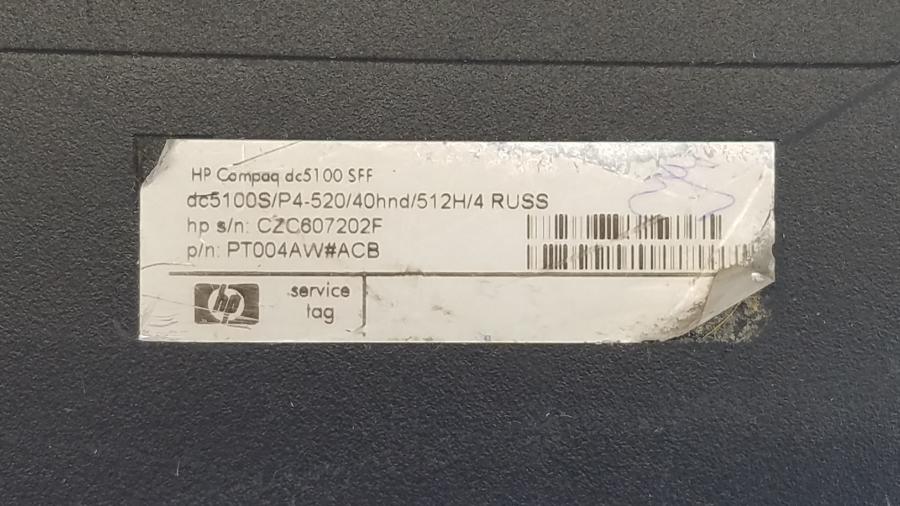 HP Compaq dc5100 SFF
dc5100S/P4-520/40hnd/512H/4 RUSS
hp s/n: CZC607202F
p/n: PT004AW#ACB
hp
service
tag